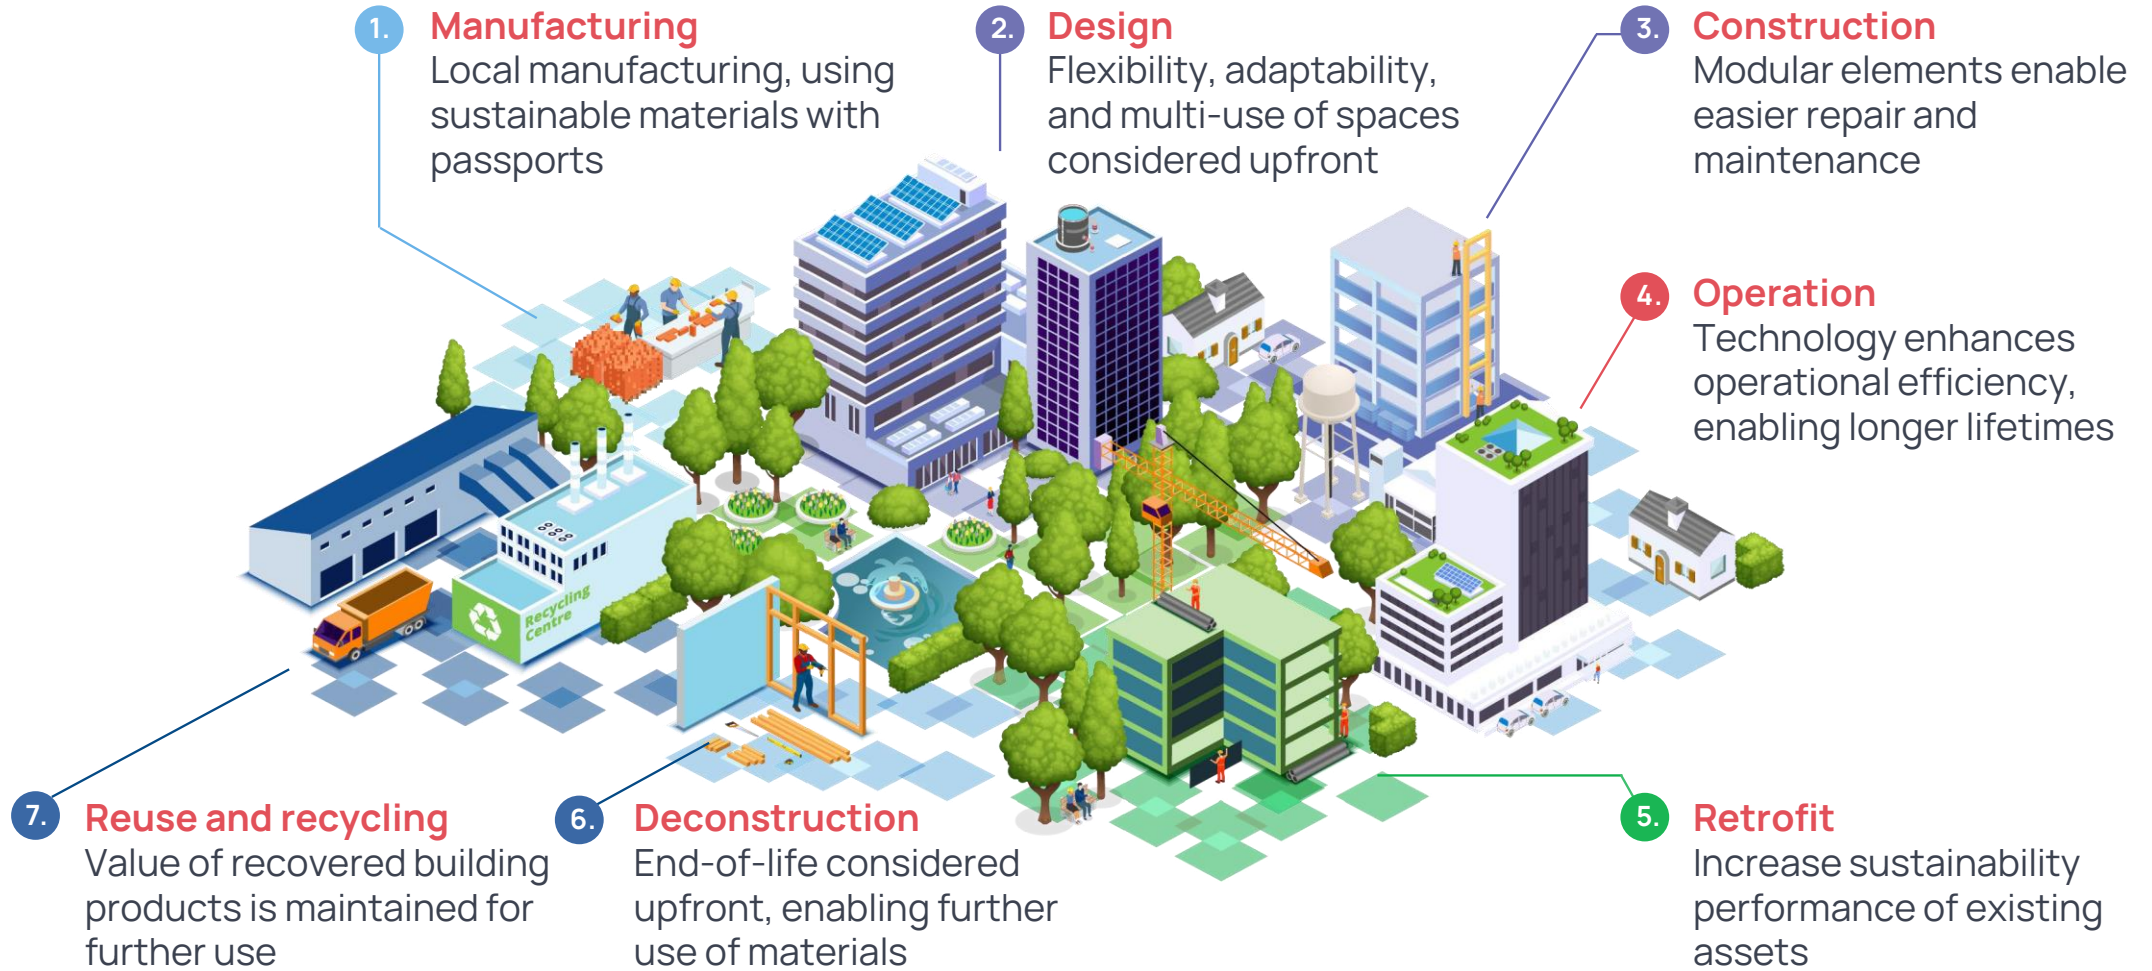 1. Manufacturing
Local manufacturing, using
sustainable materials with
passports
2. Design
Flexibility, adaptability,
and multi-use of spaces
considered upfront
3. Construction
Modular elements enable
easier repair and
maintenance
4. Operation
Technology enhances
operational efficiency,
enabling longer lifetimes
Recycling
Centre
7. Reuse and recycling
Value of recovered building
products is maintained for
further use
6. Deconstruction
End-of-life considered
upfront, enabling further
use of materials
5. Retrofit
Increase sustainability
performance of existing
assets